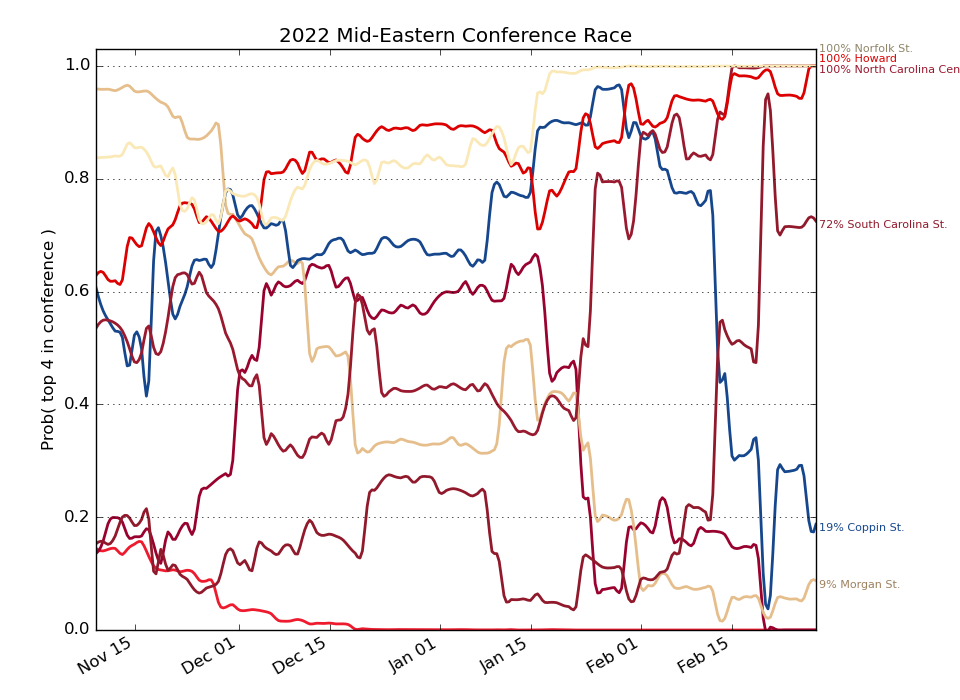 2022 Mid-Eastern Conference Race
Prob( top 4 in conference )
1.0
0.8
0.6
0.4
0.2
0.0
Nov 15
Dec 01
Dec 15
Jan 01
Jan 15
Feb 01
Feb 15
100% Norfolk St.
100% Howard
100% North Carolina Cen
72% South Carolina St.
19% Coppin St.
9% Morgan St.